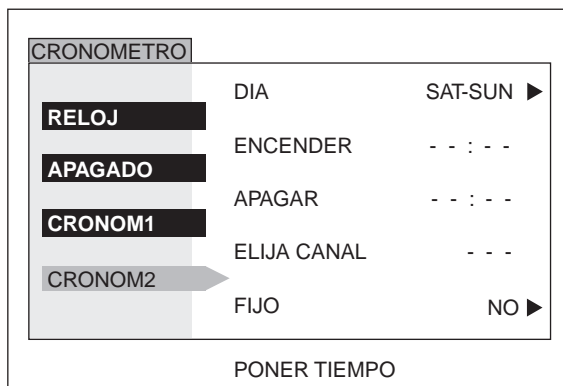 CRONOMETRO
RELOJ
APAGADO
CRONOM1
CRONOM2
DIA SAT-SUN ▶
ENCENDER - - : - -
APAGAR - - : - -
ELIJA CANAL - - -
FIJO NO ▶
PONER TIEMPO